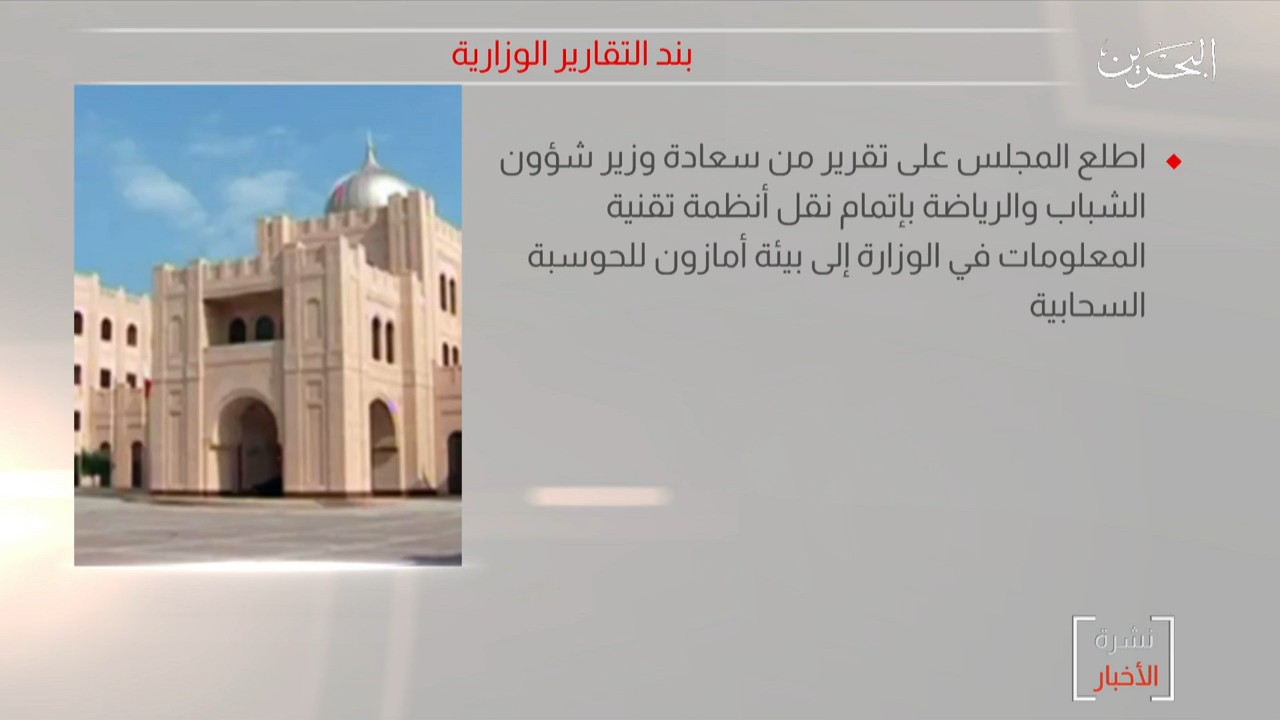 بند التقارير الوزارية
البحرين
اطلع المجلس على تقرير من سعادة وزير شؤون
الشباب والرياضة بإتمام نقل أنظمة تقنية
المعلومات في الوزارة إلى بيئة أمازون للحوسبة
السحابية
نشرة
الأخبار